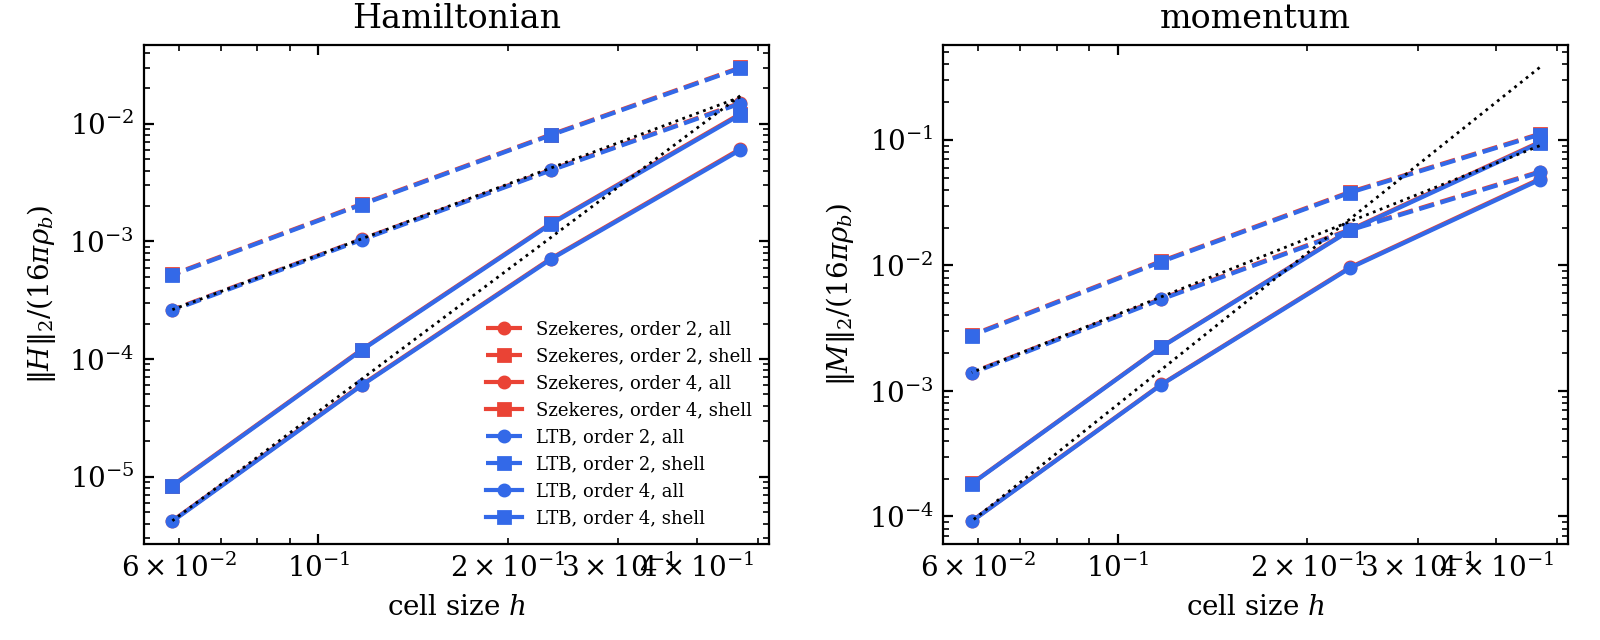 Hamiltonian
momentum
10⁻²
10⁻³
10⁻⁴
10⁻⁵
‖H‖₂/(16πρ_b)
Szekeres, order 2, all
Szekeres, order 2, shell
Szekeres, order 4, all
Szekeres, order 4, shell
LTB, order 2, all
LTB, order 2, shell
LTB, order 4, all
LTB, order 4, shell
6 × 10⁻² 10⁻¹ 2 × 10⁻¹ 3 × 10⁻¹ 4 × 10⁻¹
cell size h
10⁻¹
10⁻²
10⁻³
10⁻⁴
‖M‖₂/(16πρ_b)
6 × 10⁻² 10⁻¹ 2 × 10⁻¹ 3 × 10⁻¹ 4 × 10⁻¹
cell size h